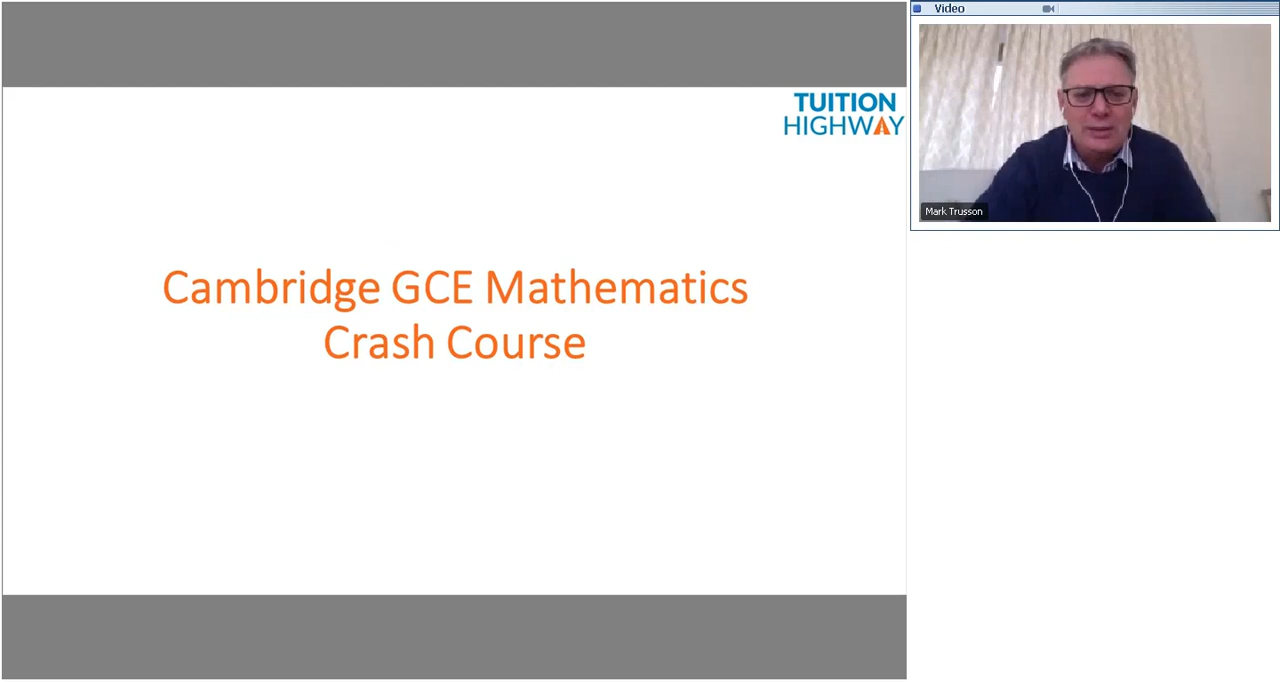 TUITION
HIGHWAY
Cambridge GCE Mathematics
Crash Course
Video
Mark Trusson